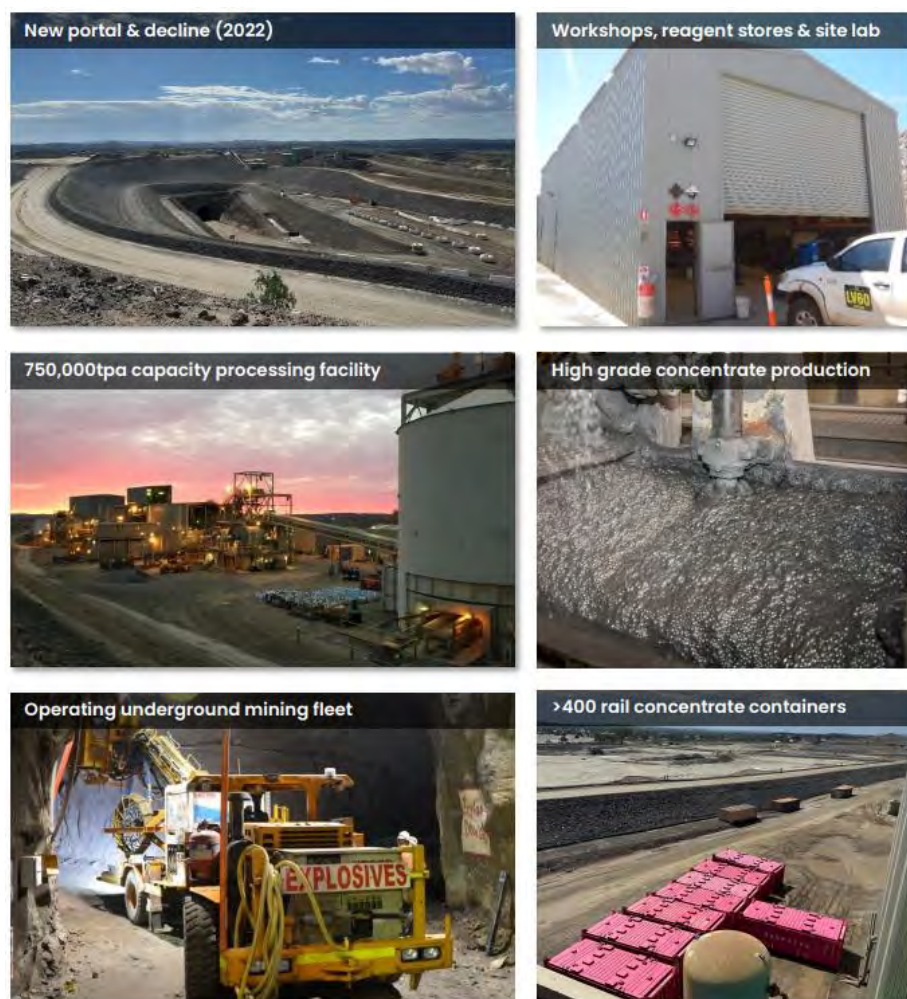 New portal & decline (2022)
Workshops, reagent stores & site lab
LV60
750,000tpa capacity processing facility
High grade concentrate production
Operating underground mining fleet
EXPLOSIVES
>400 rail concentrate containers